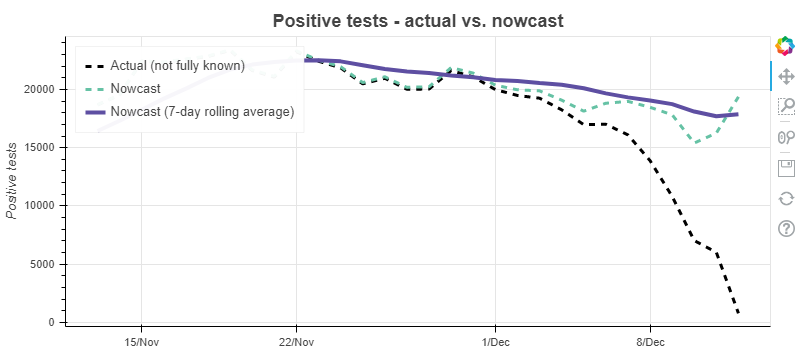 Positive tests - actual vs. nowcast
Actual (not fully known)
Nowcast
Nowcast (7-day rolling average)
Positive tests
20000
15000
10000
5000
0
15/Nov
22/Nov
1/Dec
8/Dec